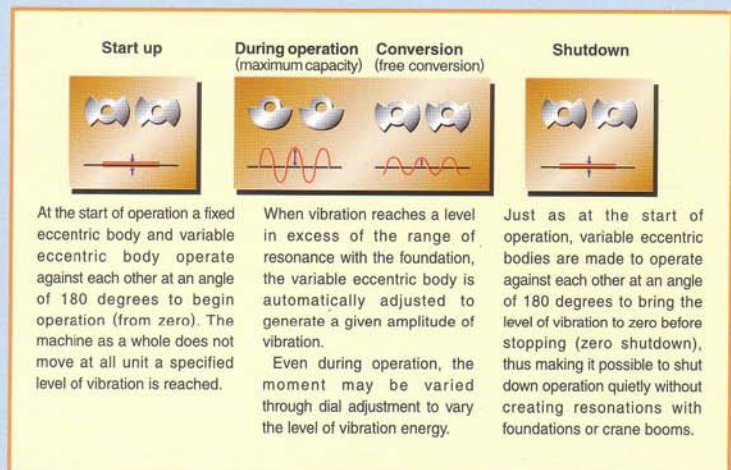 Start up
During operation
(maximum capacity)
Conversion
(free conversion)
Shutdown
At the start of operation a fixed
eccentric body and variable
eccentric body operate
against each other at an angle
of 180 degrees to begin
operation (from zero). The
machine as a whole does not
move at all unit a specified
level of vibration is reached.
When vibration reaches a level
in excess of the range of
resonance with the foundation,
the variable eccentric body is
automatically adjusted to
generate a given amplitude of
vibration.
Even during operation, the
moment may be varied
through dial adjustment to vary
the level of vibration energy.
Just as at the start of
operation, variable eccentric
bodies are made to operate
against each other at an angle
of 180 degrees to bring the
level of vibration to zero before
stopping (zero shutdown),
thus making it possible to shut
down operation quietly without
creating resonations with
foundations or crane booms.